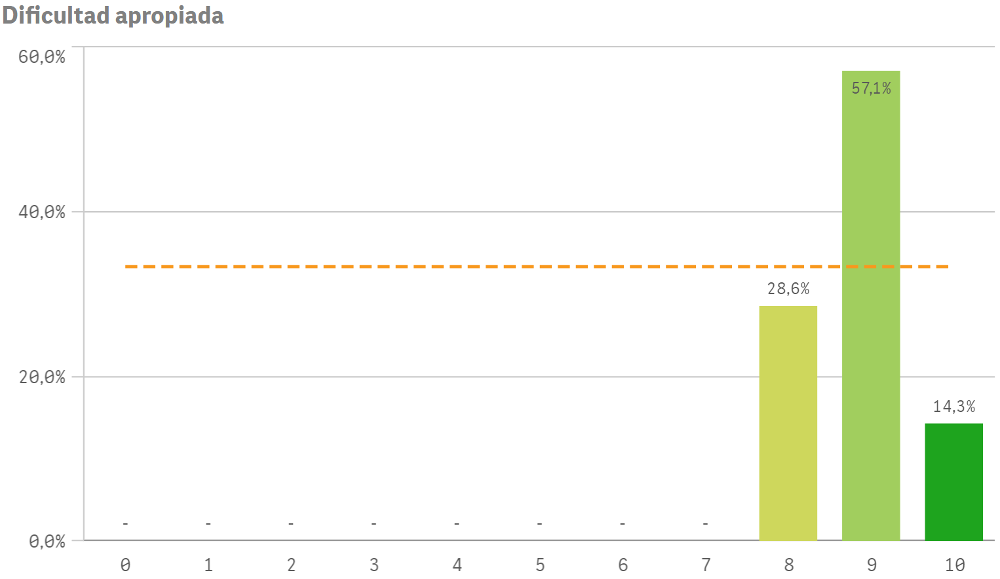 Dificultad apropiada
60,0%
57,1%
40,0%
28,6%
20,0%
14,3%
- - - - - - - -
0,0%
0 1 2 3 4 5 6 7 8 9 10